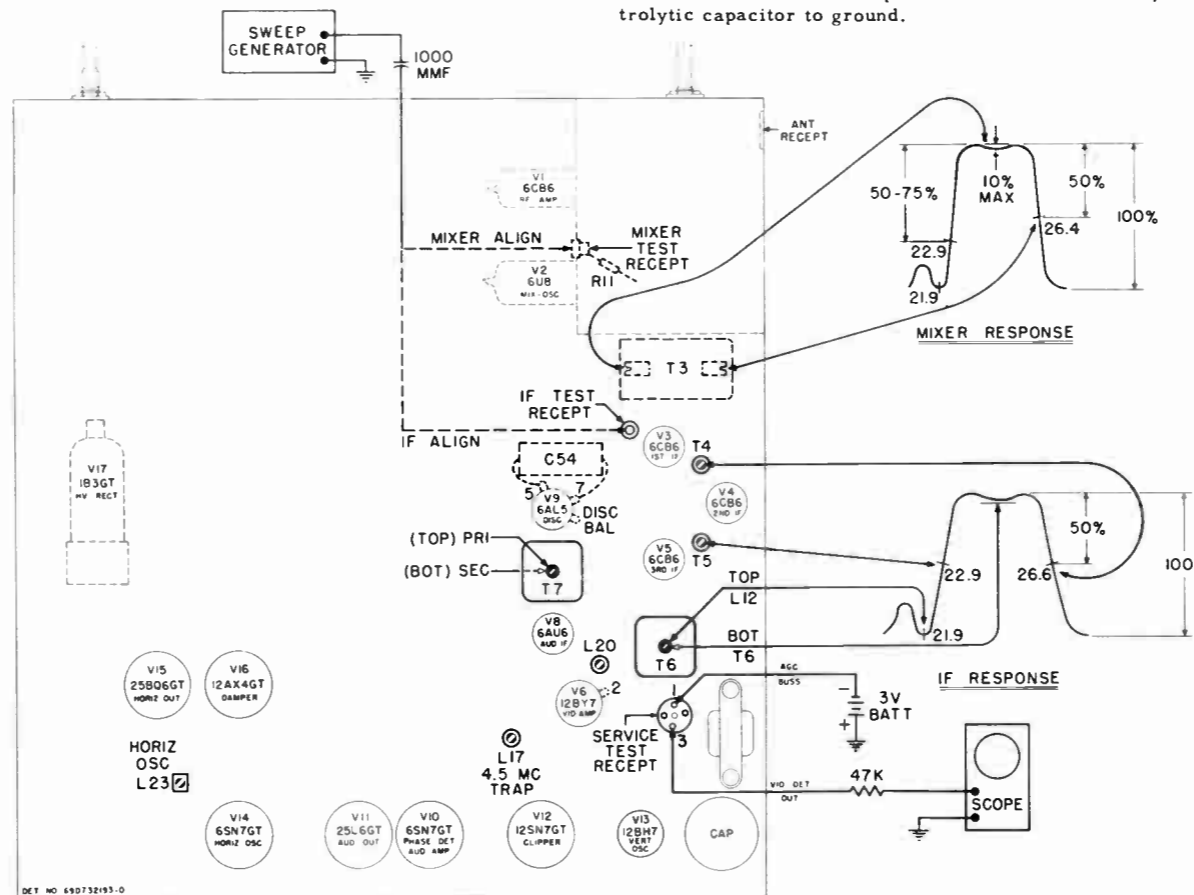 trolytic capacitor to ground.
SWEEP
GENERATOR
1000
MMF
ANT
RECEPT
V1
6CB6
RF AMP
MIXER ALIGN
MIXER
TEST
RECEPT
R11
V2
6U8
MIX-OSC
50-75%
10%
MAX
50%
100%
22.9
26.4
21.9
MIXER RESPONSE
T3
IF TEST
RECEPT
IF ALIGN
V3
6CB6
1ST IF
T4
C54
5
7
V9
6AL5
DISC
DISC
BAL
V4
6CB6
2ND IF
V17
1B3GT
HV RECT
(TOP) PRI
(BOT) SEC
T7
V5
6CB6
3RD IF
T5
50%
100
22.9
26.6
TOP
L12
21.9
BOT
T6
T6
IF RESPONSE
V8
6AU6
AUD IF
L20
V6
12BY7
VID AMP
2
1
AGC
BUSS
3V
BATT
SERVICE
TEST
RECEPT
3
V15
25BQ6GT
HORIZ OUT
V16
12AX4GT
DAMPER
HORIZ
OSC
L23
L17
4.5 MC
TRAP
VID DET
OUT
47K
SCOPE
V14
6SN7GT
HORIZ OSC
V11
25L6GT
AUD OUT
V10
6SN7GT
PHASE DET
AUD AMP
V12
12SN7GT
CLIPPER
V13
12BH7
VERT
OSC
CAP
DET NO 69D732193-0